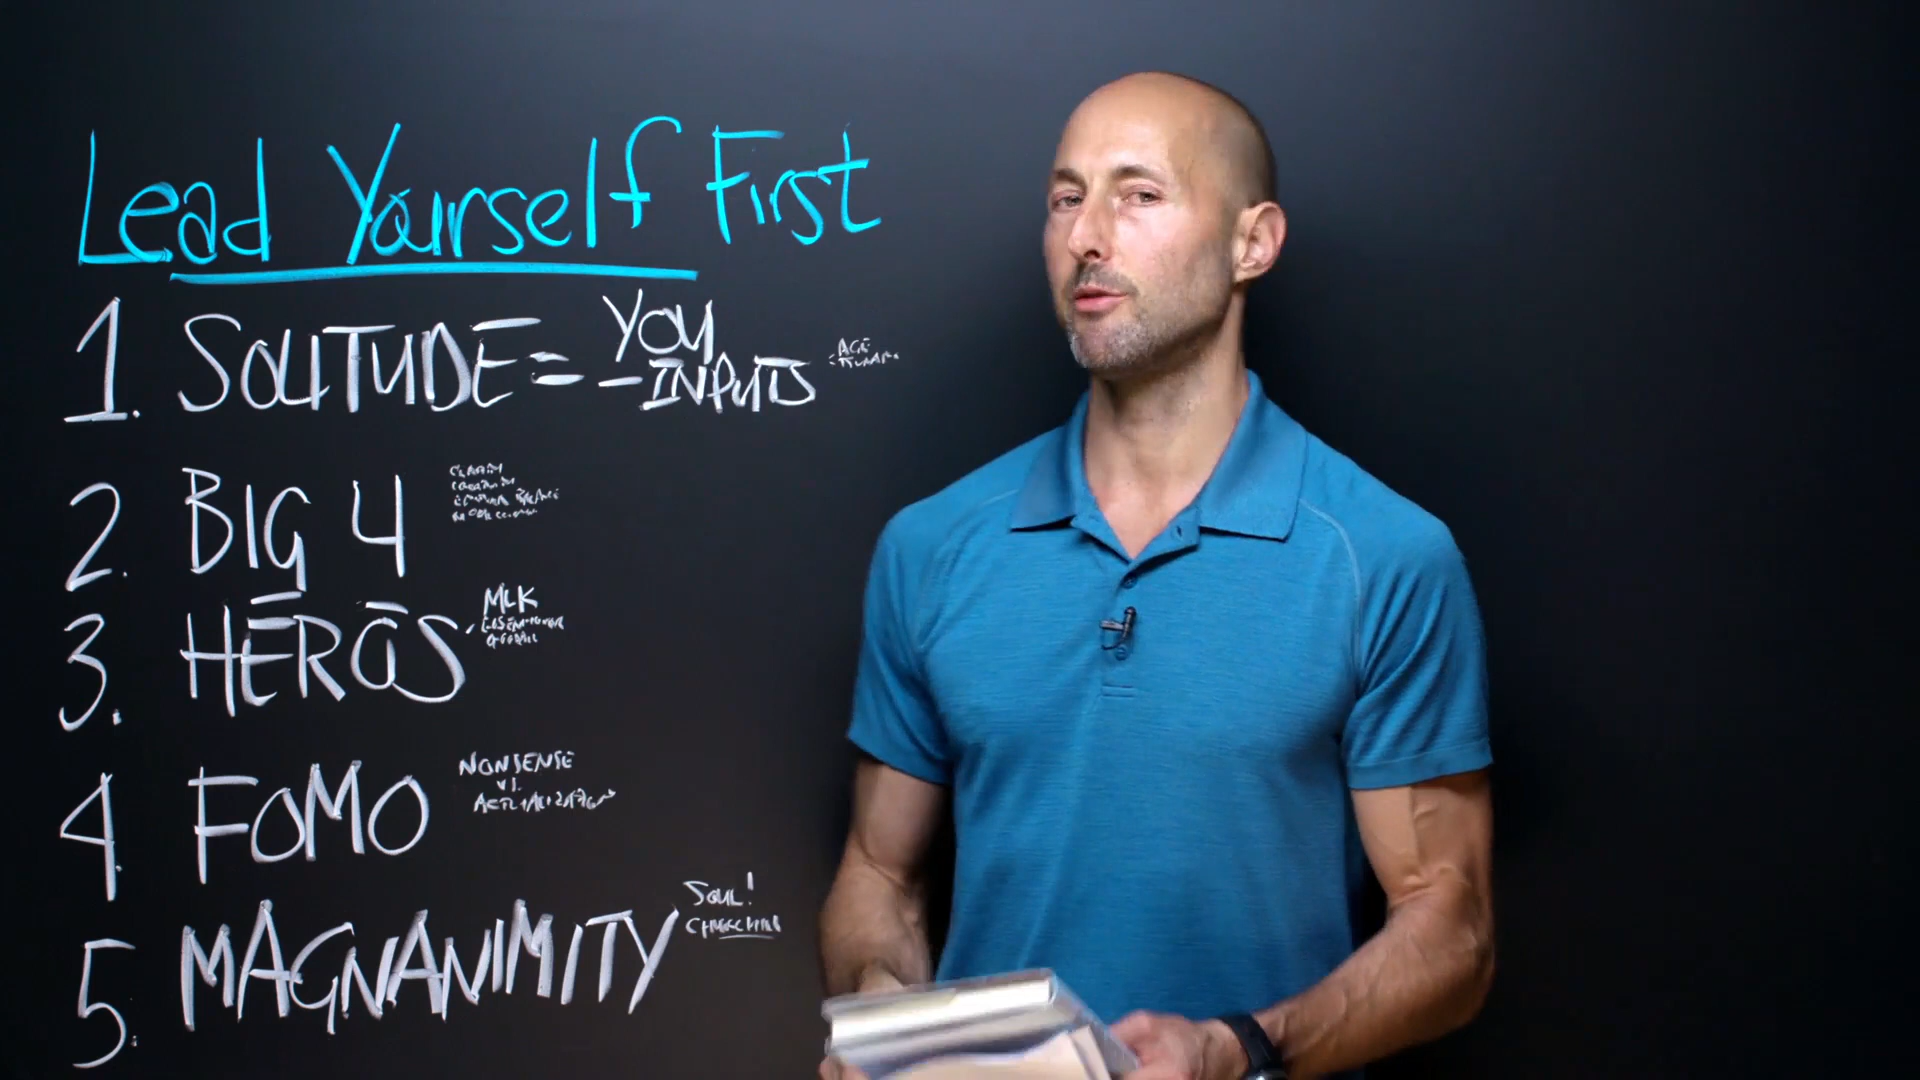 Lead Yourself First
1. SOLITUDE = YOU
- INPUTS
2. BIG 4
3. HEROS
MLK
4. FOMO
NONSENSE
vs.
ACTUALIZATION
5. MAGNANIMITY
SOUL!